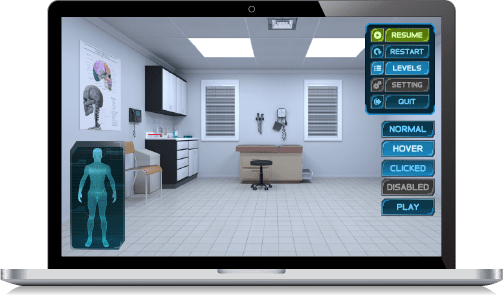 RESUME
RESTART
LEVELS
SETTING
QUIT
NORMAL
HOVER
CLICKED
DISABLED
PLAY